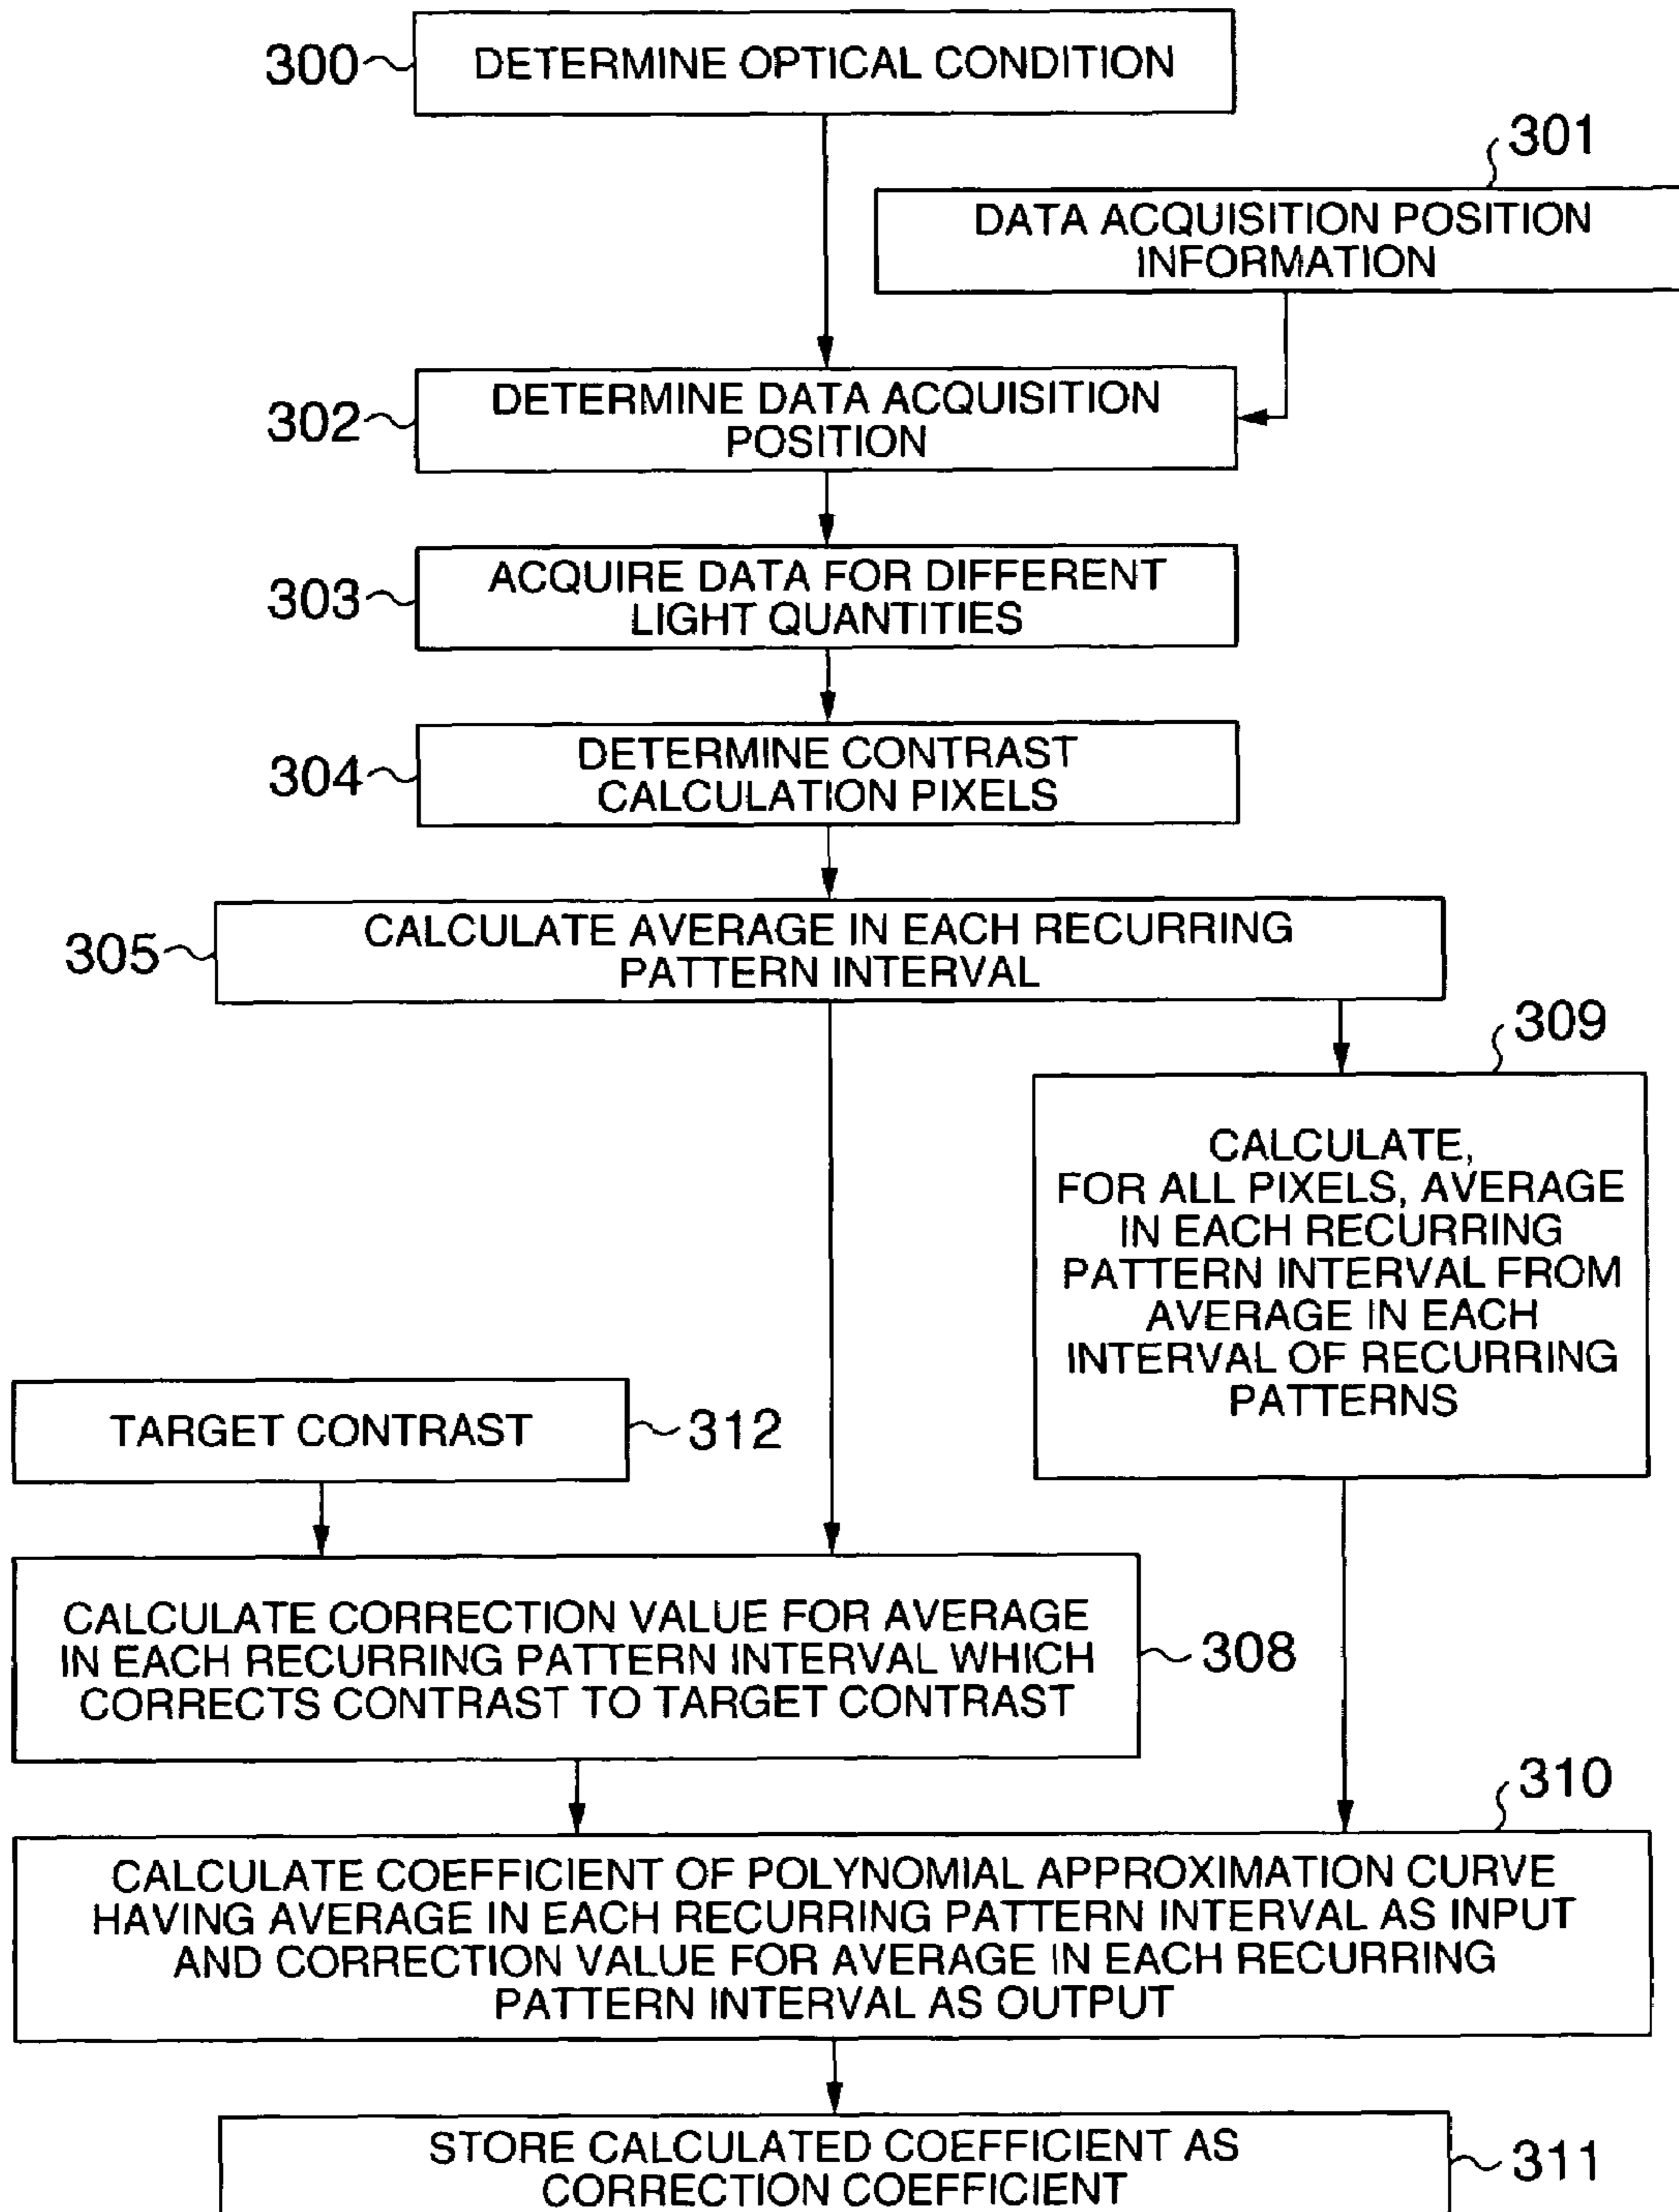 300
DETERMINE OPTICAL CONDITION
301
DATA ACQUISITION POSITION
INFORMATION
302
DETERMINE DATA ACQUISITION
POSITION
303
ACQUIRE DATA FOR DIFFERENT
LIGHT QUANTITIES
304
DETERMINE CONTRAST
CALCULATION PIXELS
305
CALCULATE AVERAGE IN EACH RECURRING
PATTERN INTERVAL
309
CALCULATE,
FOR ALL PIXELS, AVERAGE
IN EACH RECURRING
PATTERN INTERVAL FROM
AVERAGE IN EACH
INTERVAL OF RECURRING
PATTERNS
TARGET CONTRAST
312
CALCULATE CORRECTION VALUE FOR AVERAGE
IN EACH RECURRING PATTERN INTERVAL WHICH
CORRECTS CONTRAST TO TARGET CONTRAST
308
310
CALCULATE COEFFICIENT OF POLYNOMIAL APPROXIMATION CURVE
HAVING AVERAGE IN EACH RECURRING PATTERN INTERVAL AS INPUT
AND CORRECTION VALUE FOR AVERAGE IN EACH RECURRING
PATTERN INTERVAL AS OUTPUT
STORE CALCULATED COEFFICIENT AS
CORRECTION COEFFICIENT
311